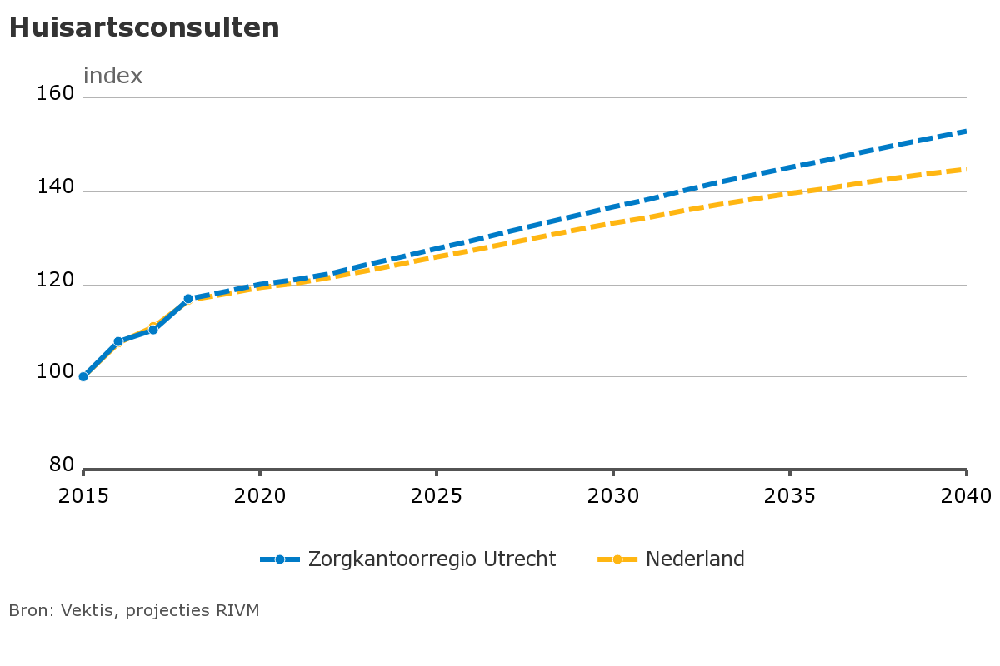 Huisartsconsulten
index
160
140
120
100
80
2015 2020 2025 2030 2035 2040
Zorgkantoorregio Utrecht Nederland
Bron: Vektis, projecties RIVM